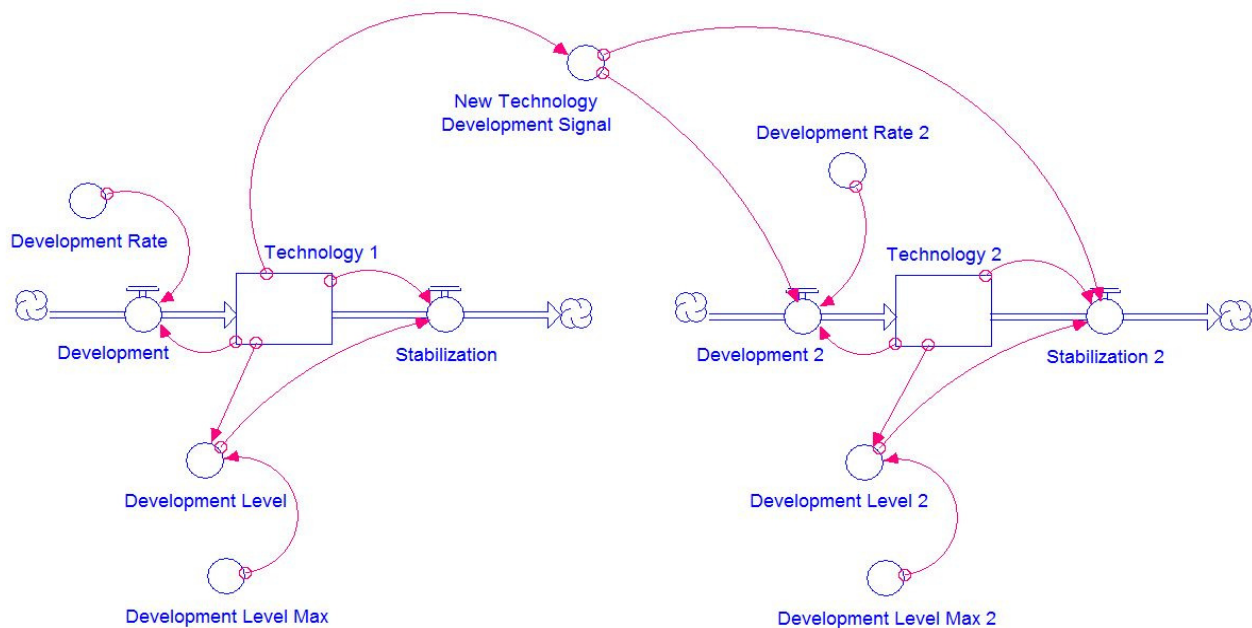 New Technology
Development Signal
Development Rate 2
Development Rate
Technology 1
Technology 2
Development
Stabilization
Development 2
Stabilization 2
Development Level
Development Level 2
Development Level Max
Development Level Max 2